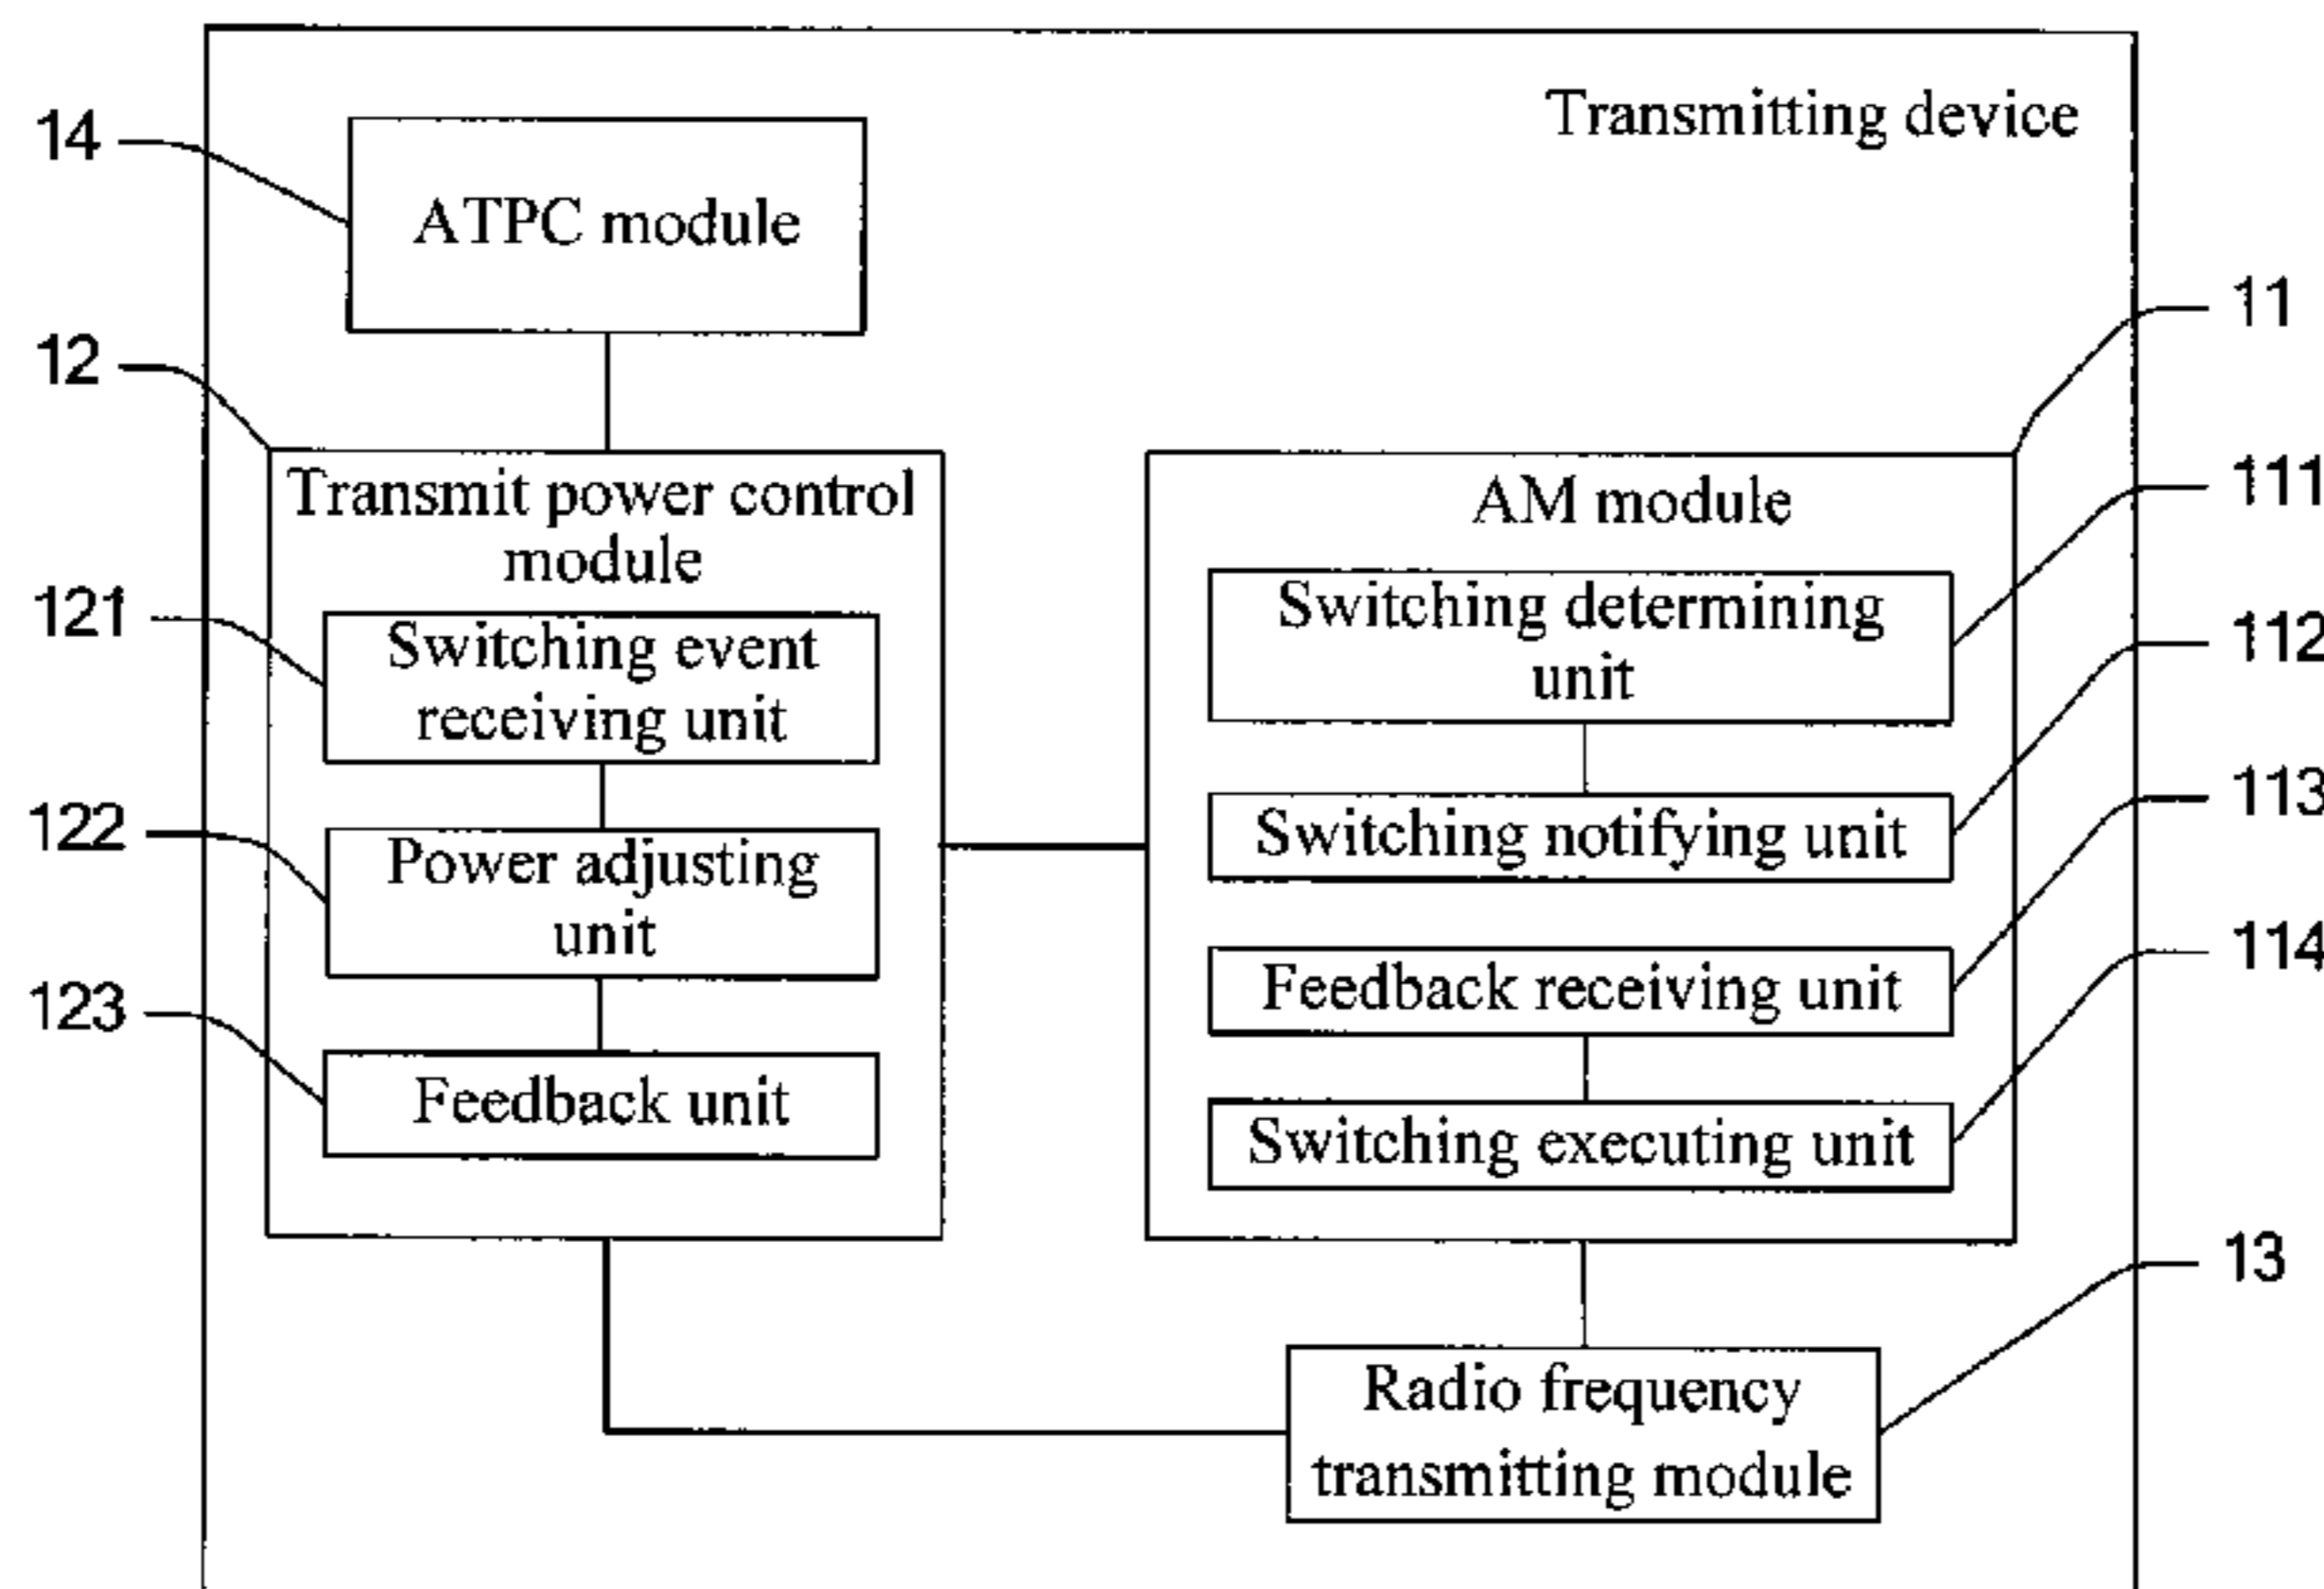 Transmitting device
14
ATPC module
12
11
Transmit power control
module
AM module
111
121
Switching event
receiving unit
Switching determining
unit
112
122
Power adjusting
unit
Switching notifying unit
113
123
Feedback unit
Feedback receiving unit
114
Switching executing unit
13
Radio frequency
transmitting module